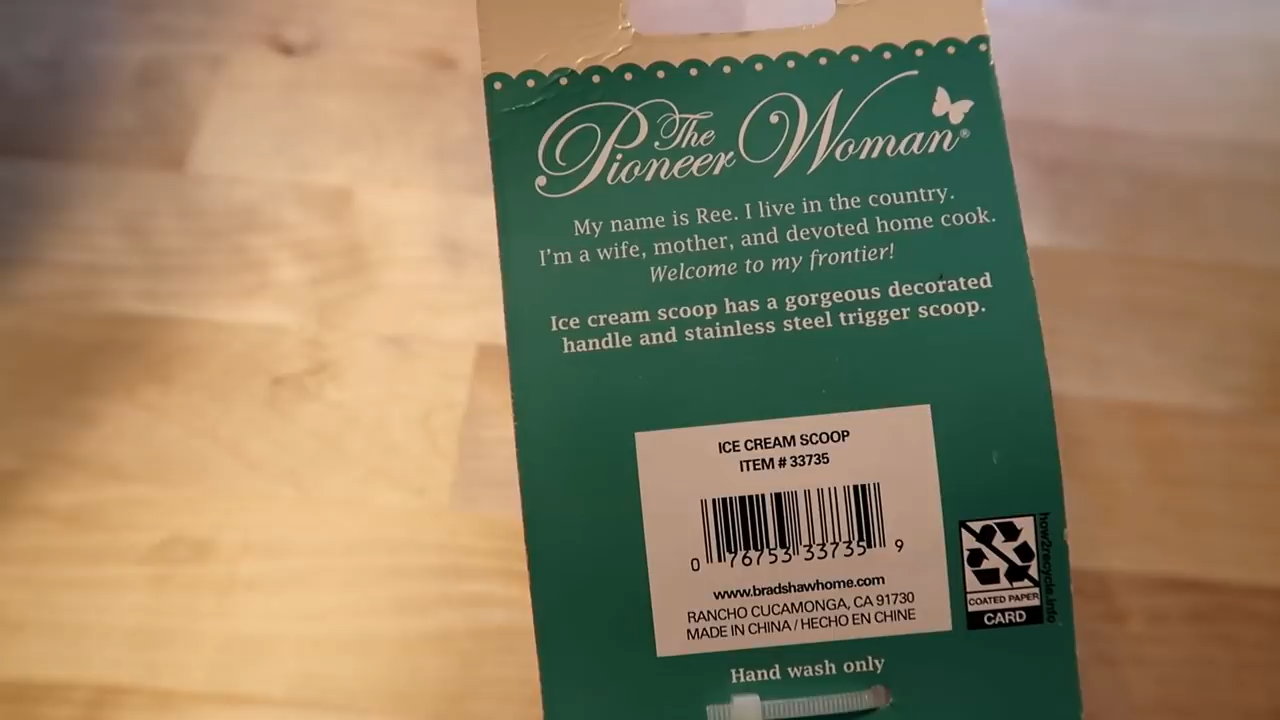 The
Pioneer Woman®
My name is Ree. I live in the country.
I'm a wife, mother, and devoted home cook.
Welcome to my frontier!
Ice cream scoop has a gorgeous decorated
handle and stainless steel trigger scoop.
ICE CREAM SCOOP
ITEM # 33735
0 76753 33735 9
www.bradshawhome.com
RANCHO CUCAMONGA, CA 91730
MADE IN CHINA / HECHO EN CHINE
how2recycle.info
COATED PAPER
CARD
Hand wash only